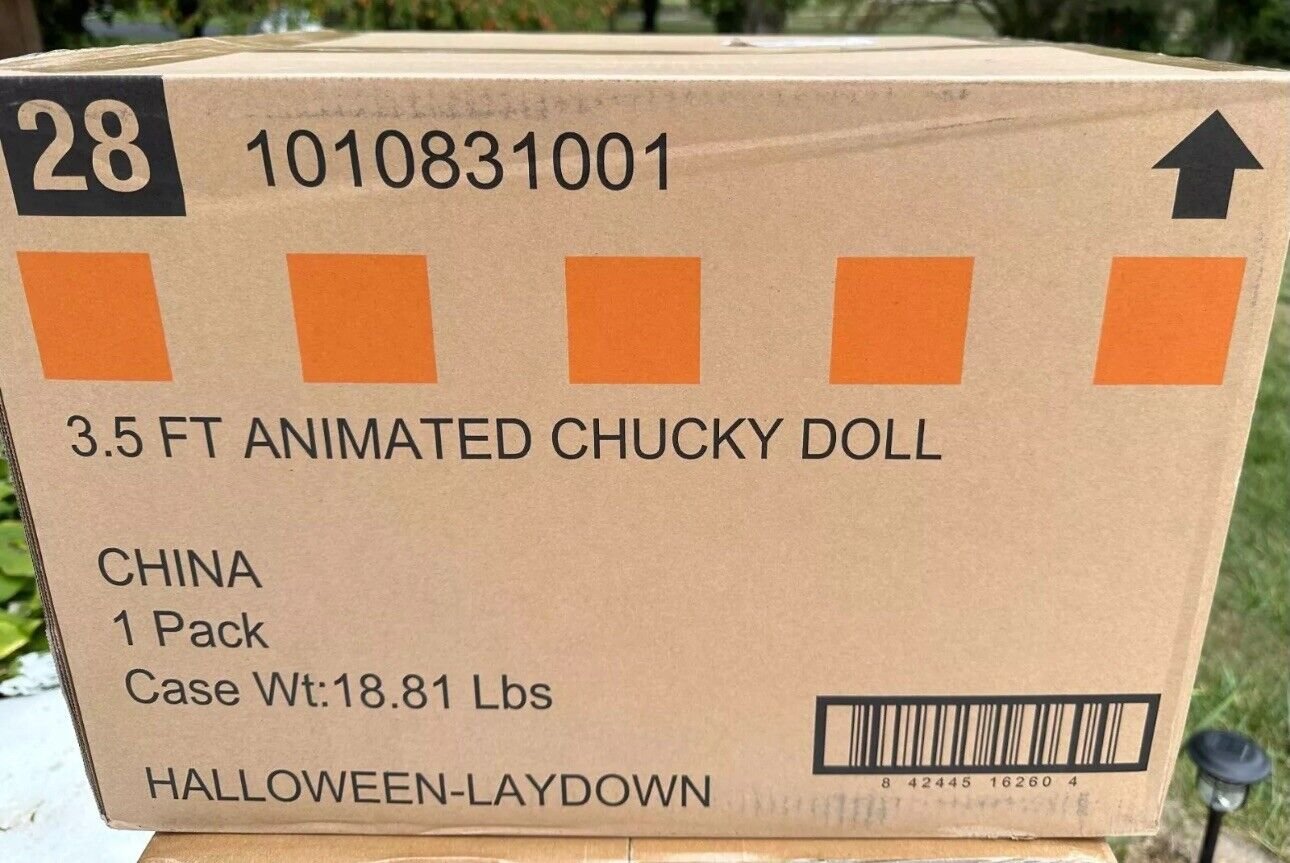 28
1010831001
3.5 FT ANIMATED CHUCKY DOLL
CHINA
1 Pack
Case Wt:18.81 Lbs
HALLOWEEN-LAYDOWN
8 42445 16260 4